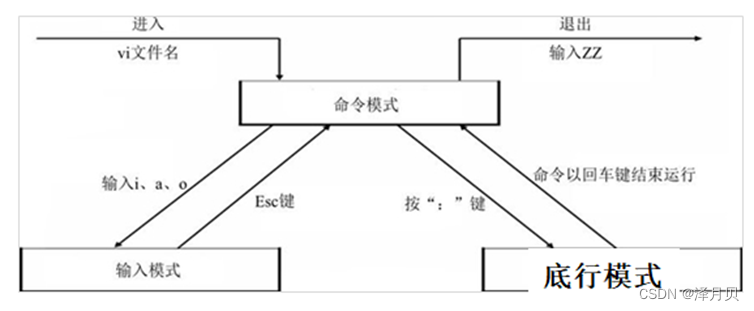 进入
vi文件名
退出
输入ZZ
命令模式
输入i、a、o
Esc键
按“:”键
命令以回车键结束运行
输入模式
底行模式
CSDN @泽月贝